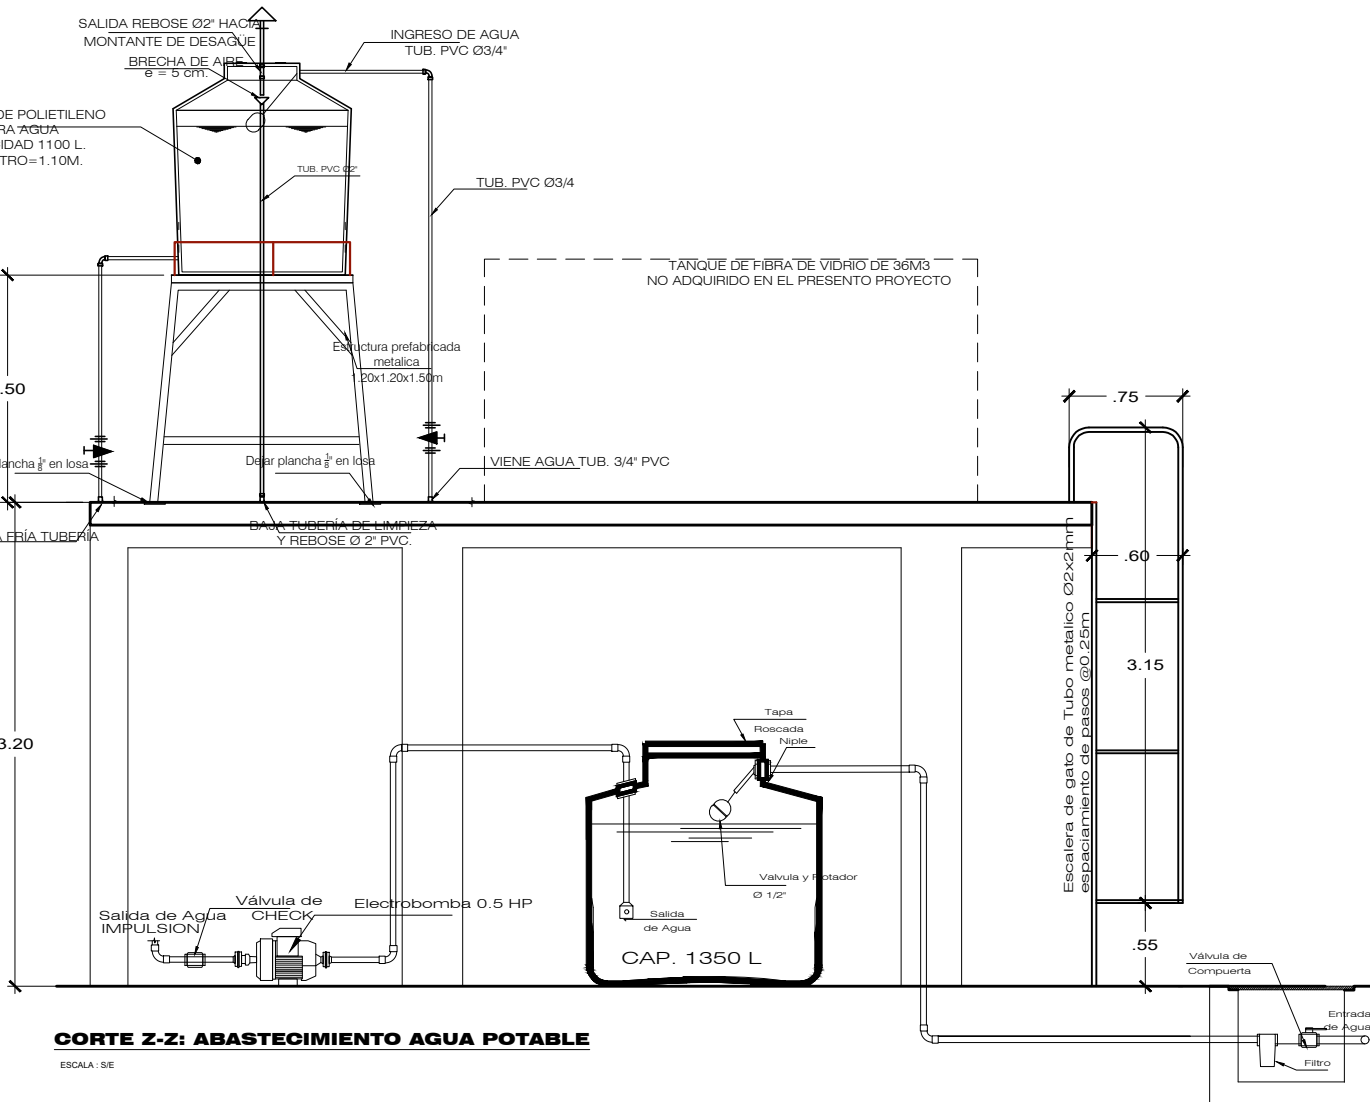 SALIDA REBOSE Ø2" HACIA
MONTANTE DE DESAGÜE
BRECHA DE AIRE
e = 5 cm.
INGRESO DE AGUA
TUB. PVC Ø3/4"
DE POLIETILENO
RA AGUA
IDAD 1100 L.
TRO=1.10M.
TUB. PVC Ø2"
TUB. PVC Ø3/4
TANQUE DE FIBRA DE VIDRIO DE 36M3
NO ADQUIRIDO EN EL PRESENTO PROYECTO
Estructura prefabricada
metalica
1.20x1.20x1.50m
.50
.75
lancha 1/8" en losa
Dejar plancha 1/8" en losa
VIENE AGUA TUB. 3/4" PVC
A FRÍA TUBERÍA
BAJA TUBERÍA DE LIMPIEZA
Y REBOSE Ø 2" PVC.
.60
Escalera de gato de Tubo metalico Ø2x2mm
espaciamiento de pasos @0.25m
3.15
3.20
Tapa
Roscada
Niple
Valvula y Flotador
Ø 1/2"
Salida
de Agua
CAP. 1350 L
Salida de Agua
IMPULSION
Válvula de
CHECK
Electrobomba 0.5 HP
.55
Válvula de
Compuerta
Entrada
de Agua
Filtro
CORTE Z-Z: ABASTECIMIENTO AGUA POTABLE
ESCALA : S/E